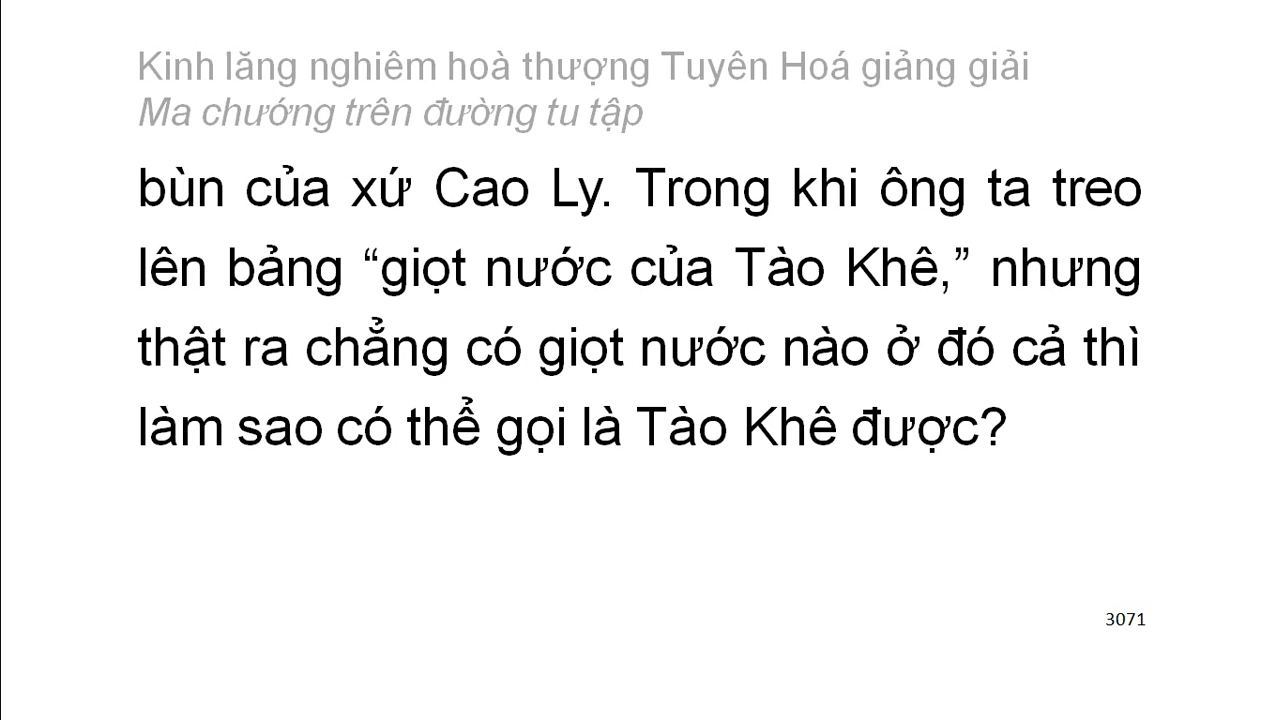 Kinh lăng nghiêm hoà thượng Tuyên Hoá giảng giải
Ma chướng trên đường tu tập
bùn của xứ Cao Ly. Trong khi ông ta treo
lên bảng “giọt nước của Tào Khê,” nhưng
thật ra chẳng có giọt nước nào ở đó cả thì
làm sao có thể gọi là Tào Khê được?
3071